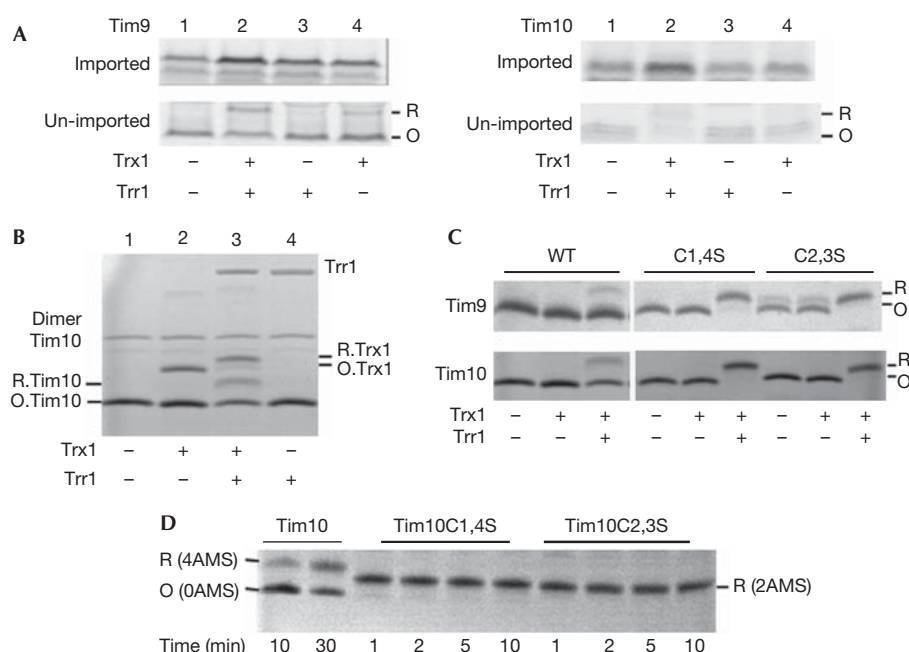 A
Tim9 1 2 3 4
Imported
Un-imported
R
O
Trx1 – + – +
Trr1 – + + –
Tim10 1 2 3 4
Imported
Un-imported
R
O
– + – +
– + + –
B
1 2 3 4
Trr1
Dimer
Tim10
R.Trx1
O.Trx1
R.Tim10
O.Tim10
Trx1 – + + –
Trr1 – – + +
C
WT C1,4S C2,3S
Tim9
R
O
Tim10
R
O
Trx1 – + + – + + – + +
Trr1 – – + – – + – – +
D
Tim10 Tim10C1,4S Tim10C2,3S
R (4AMS)
O (0AMS)
R (2AMS)
Time (min) 10 30 1 2 5 10 1 2 5 10